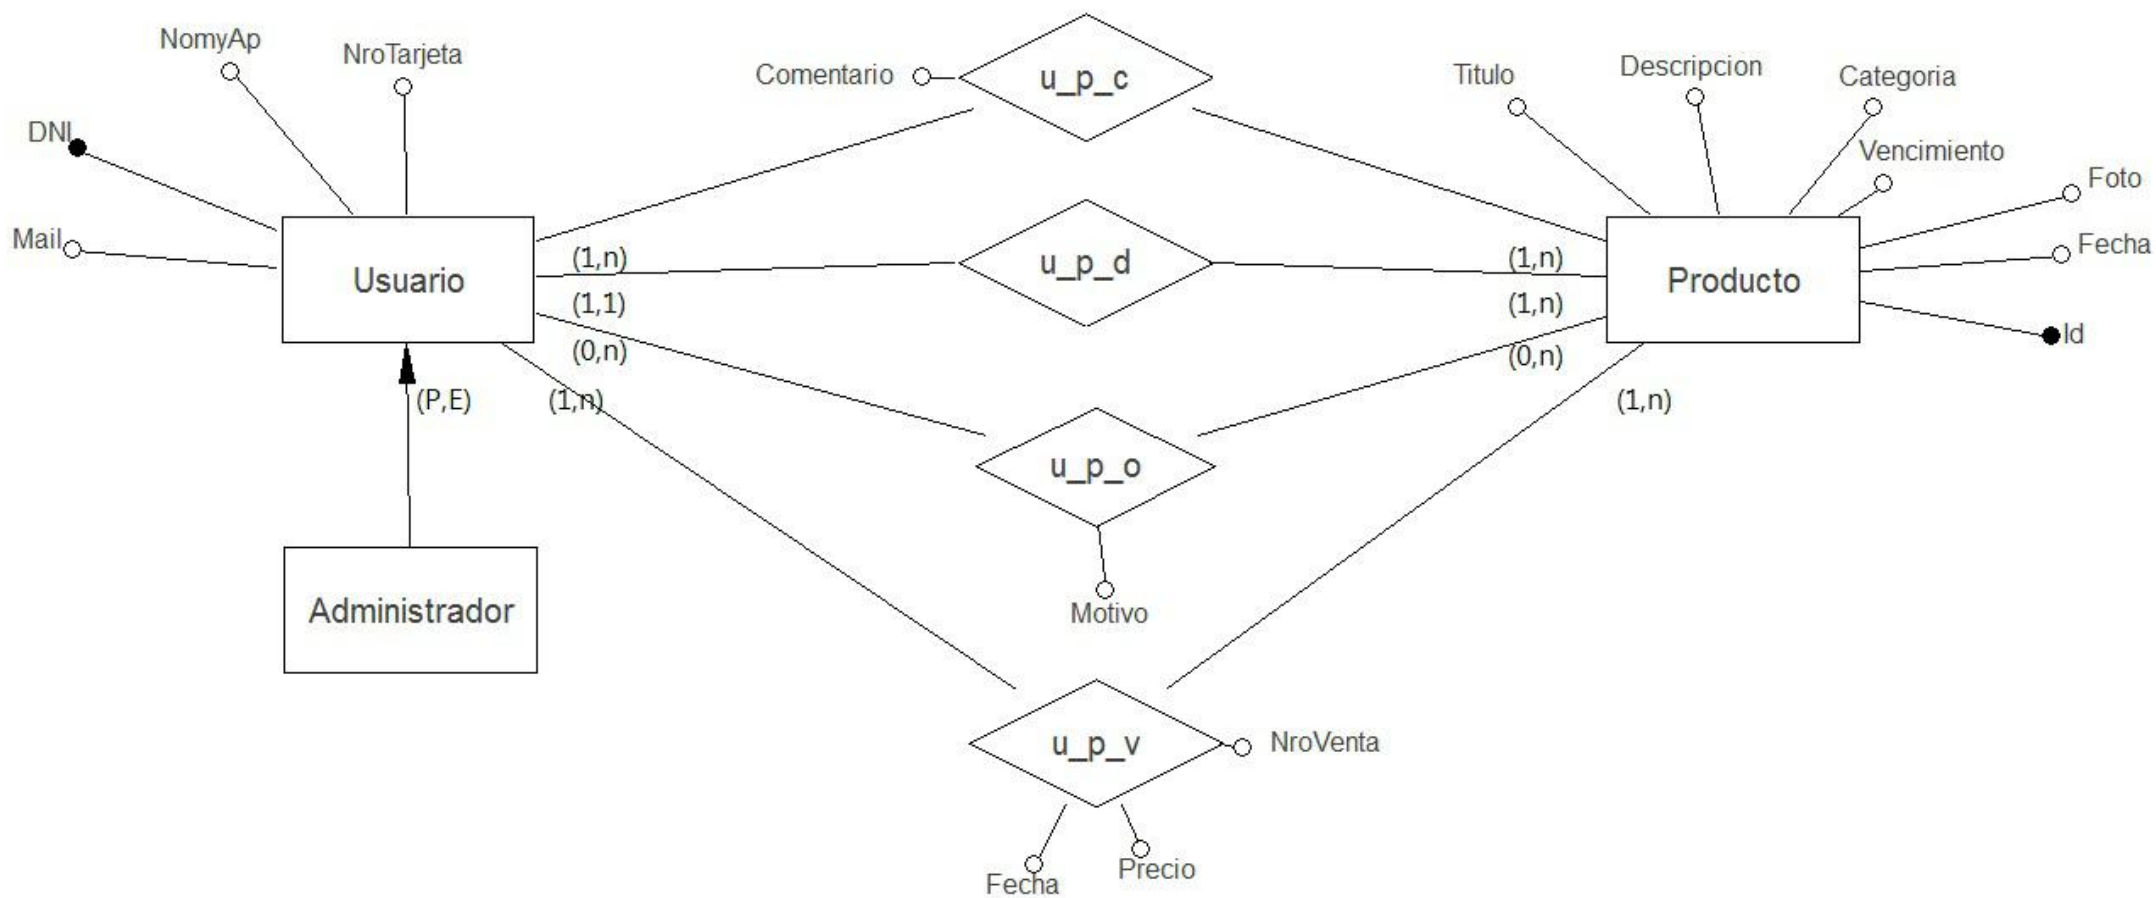 NomyAp
NroTarjeta
Comentario
u_p_c
Titulo
Descripcion
Categoria
DNI
Vencimiento
Foto
Mail
Fecha
(1,n)
u_p_d
(1,n)
Usuario
Producto
(1,1)
(1,n)
Id
(0,n)
(0,n)
(P,E)
(1,n)
(1,n)
u_p_o
Administrador
Motivo
u_p_v
NroVenta
Fecha
Precio